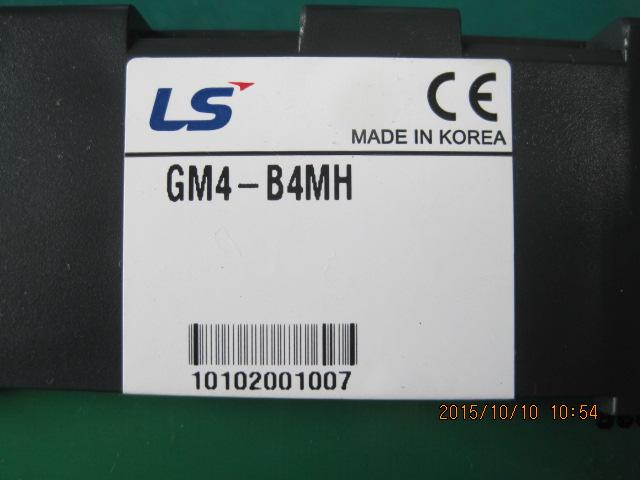 LS
CE
MADE IN KOREA
GM4-B4MH
10102001007
2015/10/10 10:54